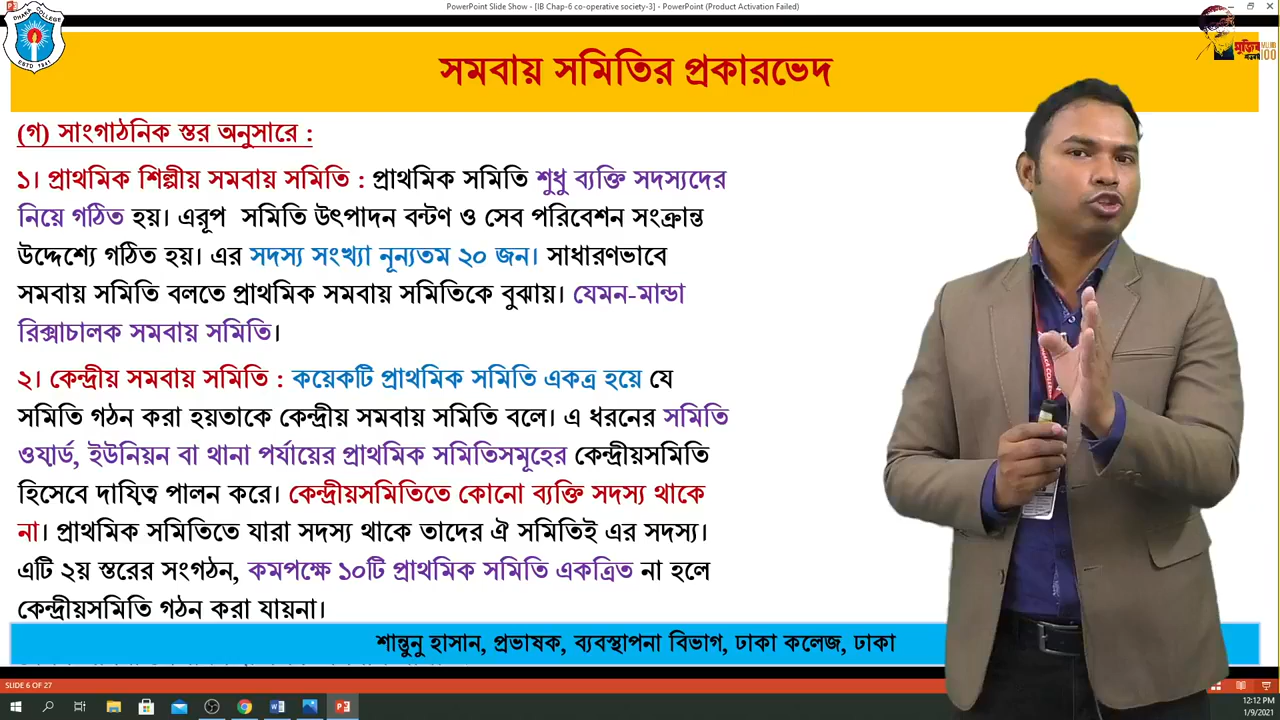 PowerPoint Slide Show - [IB Chap-6 co-operative society-3] - PowerPoint (Product Activation Failed)
DHAKA COLLEGE
ESTD 1841
সমবায় সমিতির প্রকারভেদ
মুজিব
100
(গ) সাংগাঠনিক স্তর অনুসারে :
১। প্রাথমিক শিল্পীয় সমবায় সমিতি : প্রাথমিক সমিতি শুধু ব্যক্তি সদস্যদের
নিয়ে গঠিত হয়। এরূপ সমিতি উৎপাদন বন্টণ ও সেব পরিবেশন সংক্রান্ত
উদ্দেশ্যে গঠিত হয়। এর সদস্য সংখ্যা নূন্যতম ২০ জন। সাধারণভাবে
সমবায় সমিতি বলতে প্রাথমিক সমবায় সমিতিকে বুঝায়। যেমন-মান্ডা
রিক্সাচালক সমবায় সমিতি।
২। কেন্দ্রীয় সমবায় সমিতি : কয়েকটি প্রাথমিক সমিতি একত্র হয়ে যে
সমিতি গঠন করা হয়তাকে কেন্দ্রীয় সমবায় সমিতি বলে। এ ধরনের সমিতি
ওয়ার্ড, ইউনিয়ন বা থানা পর্যায়ের প্রাথমিক সমিতিসমূহের কেন্দ্রীয়সমিতি
হিসেবে দায়িত্ব পালন করে। কেন্দ্রীয়সমিতিতে কোনো ব্যক্তি সদস্য থাকে
না। প্রাথমিক সমিতিতে যারা সদস্য থাকে তাদের ঐ সমিতিই এর সদস্য।
এটি ২য় স্তরের সংগঠন, কমপক্ষে ১০টি প্রাথমিক সমিতি একত্রিত না হলে
কেন্দ্রীয়সমিতি গঠন করা যায়না।
শান্তুনু হাসান, প্রভাষক, ব্যবস্থাপনা বিভাগ, ঢাকা কলেজ, ঢাকা
SLIDE 6 OF 27
12:12 PM
1/9/2021